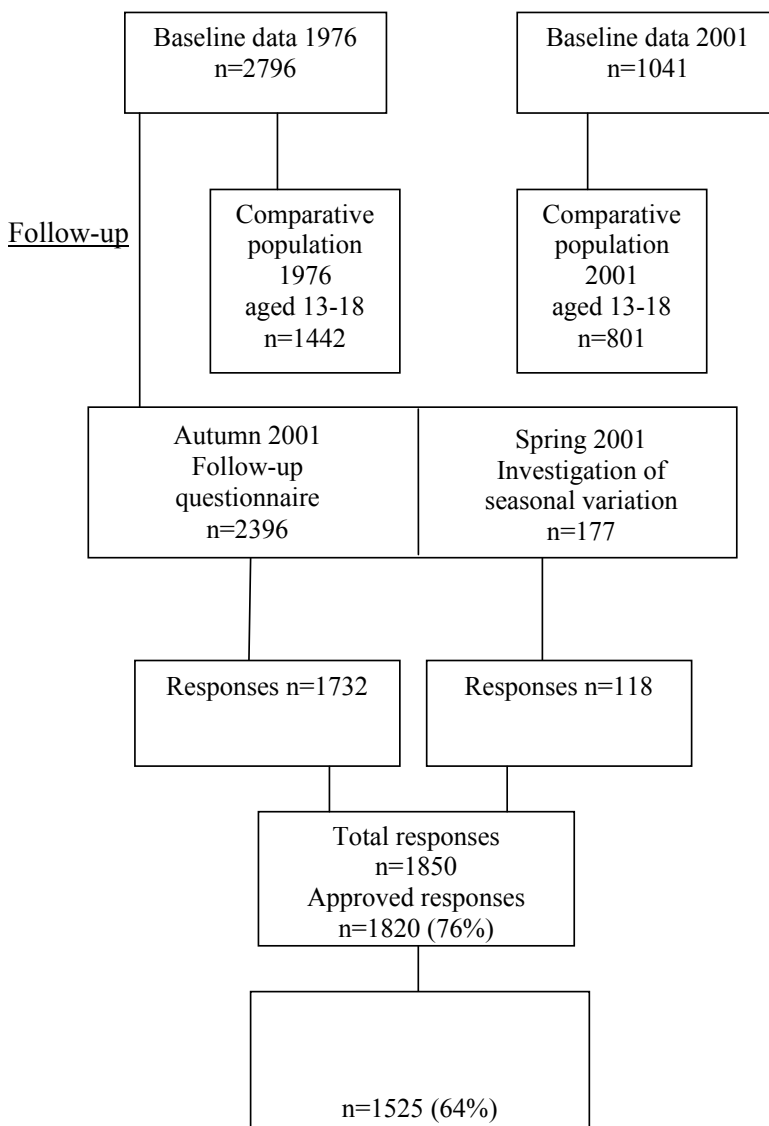 Baseline data 1976
n=2796
Baseline data 2001
n=1041
Follow-up
Comparative
population
1976
aged 13-18
n=1442
Comparative
population
2001
aged 13-18
n=801
Autumn 2001
Follow-up
questionnaire
n=2396
Spring 2001
Investigation of
seasonal variation
n=177
Responses n=1732
Responses n=118
Total responses
n=1850
Approved responses
n=1820 (76%)
n=1525 (64%)